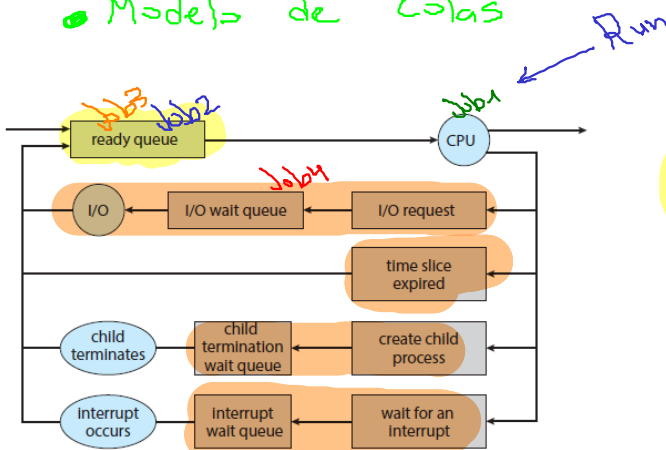 Modelo de Colas
Run
Job3 Job2
Job1
ready queue
CPU
Job4
I/O
I/O wait queue
I/O request
time slice
expired
child
terminates
child
termination
wait queue
create child
process
interrupt
occurs
interrupt
wait queue
wait for an
interrupt